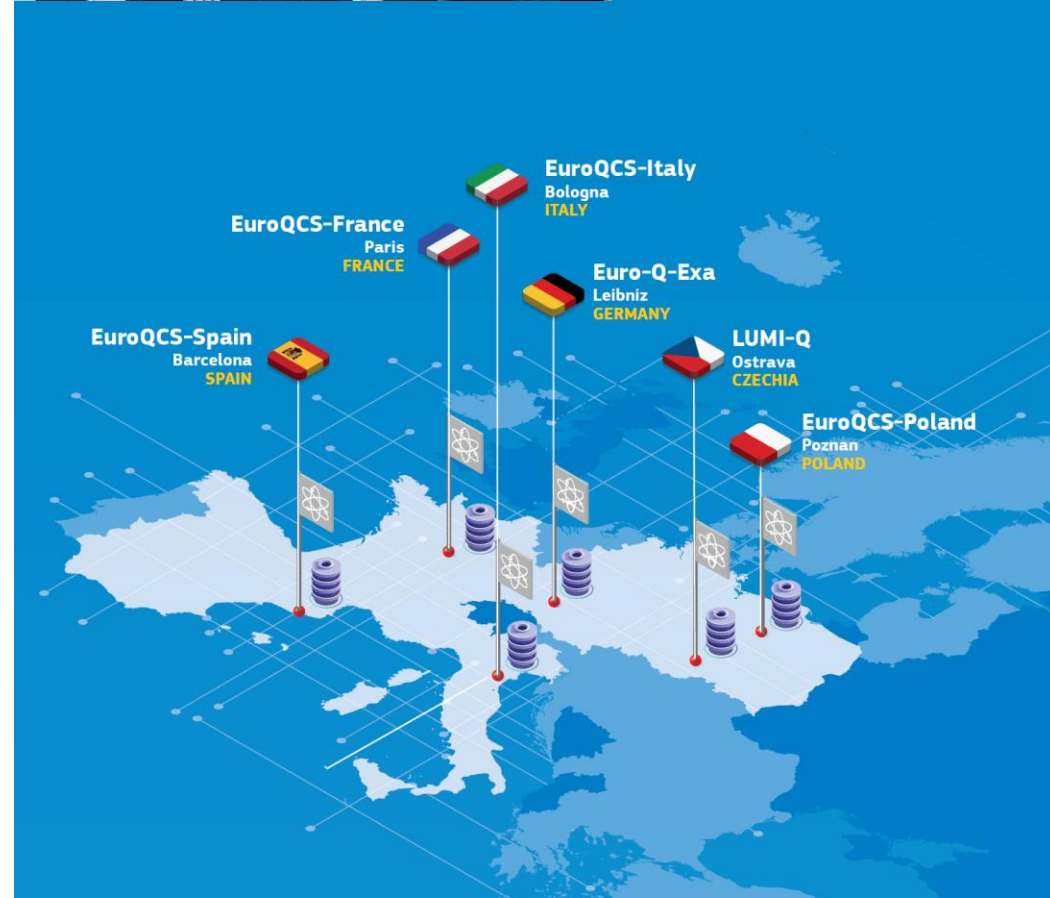 EuroQCS-Italy
Bologna
ITALY
EuroQCS-France
Paris
FRANCE
Euro-Q-Exa
Leibniz
GERMANY
EuroQCS-Spain
Barcelona
SPAIN
LUMI-Q
Ostrava
CZECHIA
EuroQCS-Poland
Poznan
POLAND